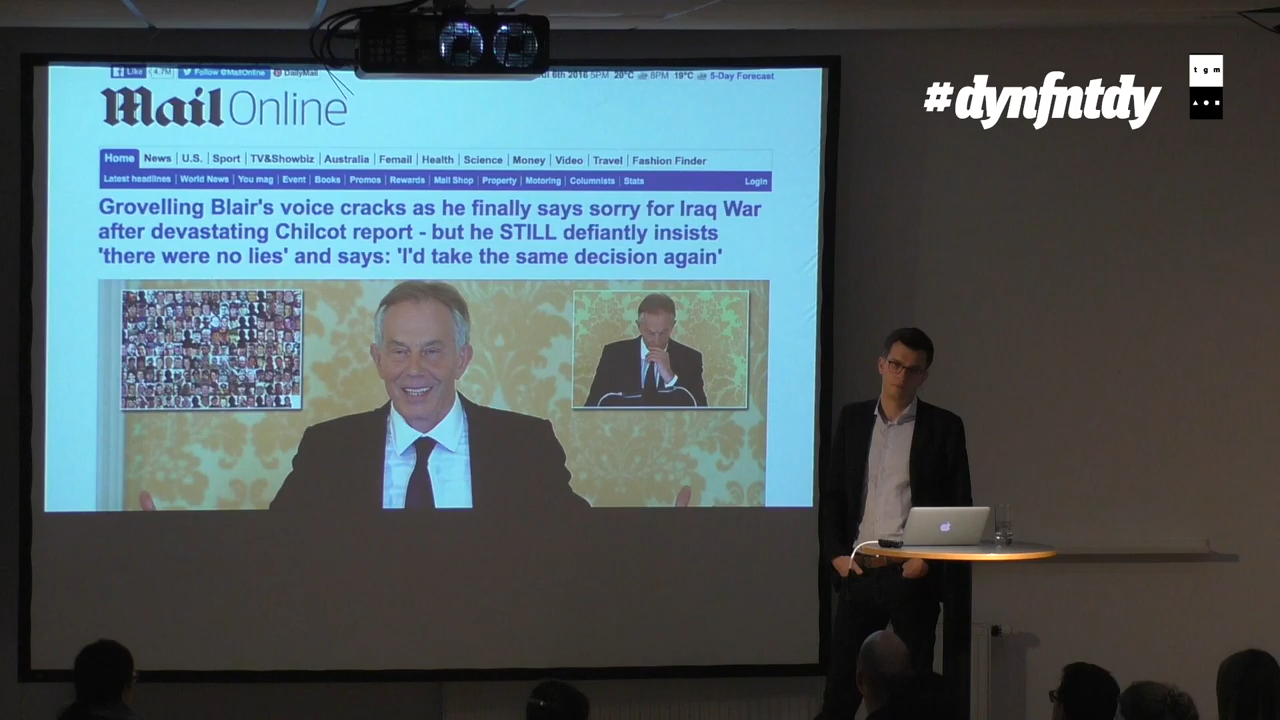 Like 4.7M Follow @MailOnline DailyMail
6th 2016 5PM 20°C 8PM 19°C 5-Day Forecast
Mail Online
Home News U.S. Sport TV&Showbiz Australia Femail Health Science Money Video Travel Fashion Finder
Latest headlines World News You mag Event Books Promos Rewards Mail Shop Property Motoring Columnists Stats Login
Grovelling Blair's voice cracks as he finally says sorry for Iraq War
after devastating Chilcot report - but he STILL defiantly insists
'there were no lies' and says: 'I'd take the same decision again'
#dynfntdy
tgm